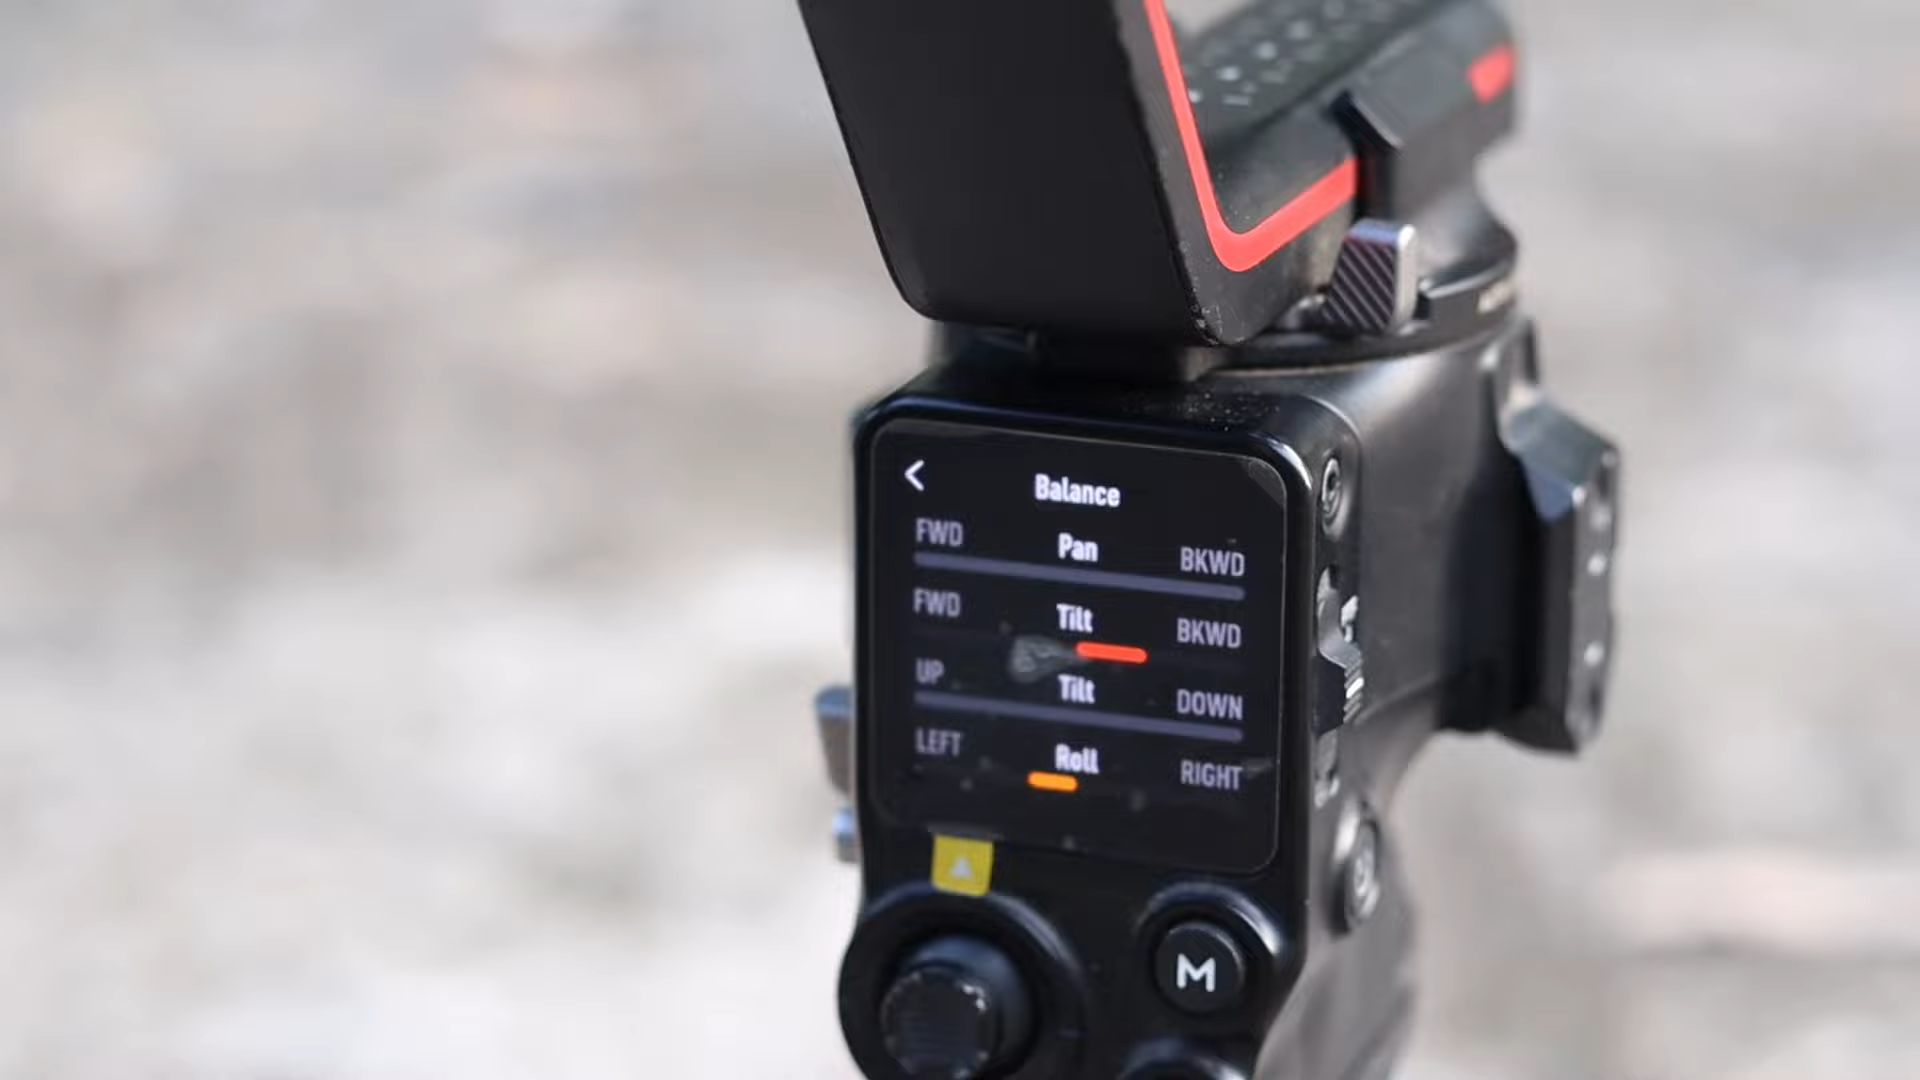 Balance
FWD Pan BKWD
FWD Tilt BKWD
UP Tilt DOWN
LEFT Roll RIGHT
M